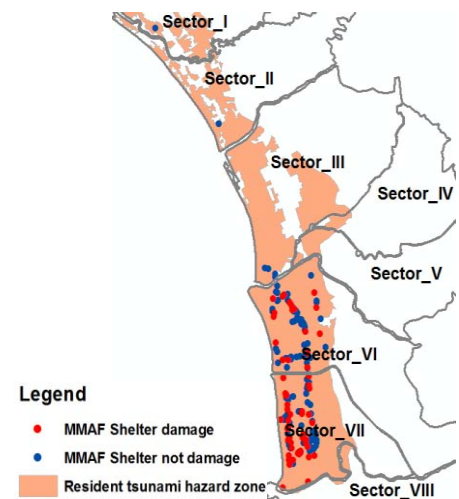 Sector_I
Sector_II
Sector_III
Sector_IV
Sector_V
Sector_VI
Legend
MMAF Shelter damage
Sector_VII
MMAF Shelter not damage
Resident tsunami hazard zone
Sector_VIII